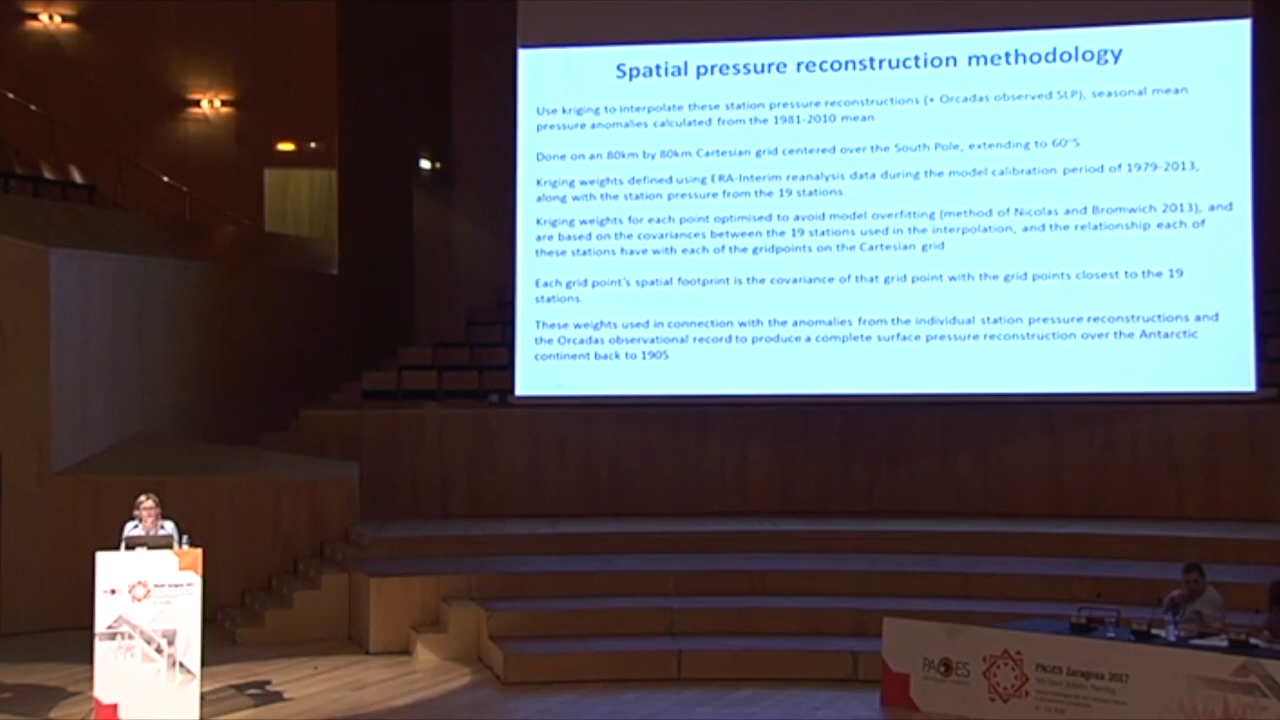 Spatial pressure reconstruction methodology
Use kriging to interpolate these station pressure reconstructions (+ Orcadas observed SLP), seasonal mean
pressure anomalies calculated from the 1981-2010 mean
Done on an 80km by 80km Cartesian grid centered over the South Pole, extending to 60°S
Kriging weights defined using ERA-Interim reanalysis data during the model calibration period of 1979-2013,
along with the station pressure from the 19 stations.
Kriging weights for each point optimised to avoid model overfitting (method of Nicolas and Bromwich 2013), and
are based on the covariances between the 19 stations used in the interpolation, and the relationship each of
these stations have with each of the gridpoints on the Cartesian grid
Each grid point's spatial footprint is the covariance of that grid point with the grid points closest to the 19
stations.
These weights used in connection with the anomalies from the individual station pressure reconstructions and
the Orcadas observational record to produce a complete surface pressure reconstruction over the Antarctic
continent back to 1905
PAGES
PAGES Zaragoza 2017